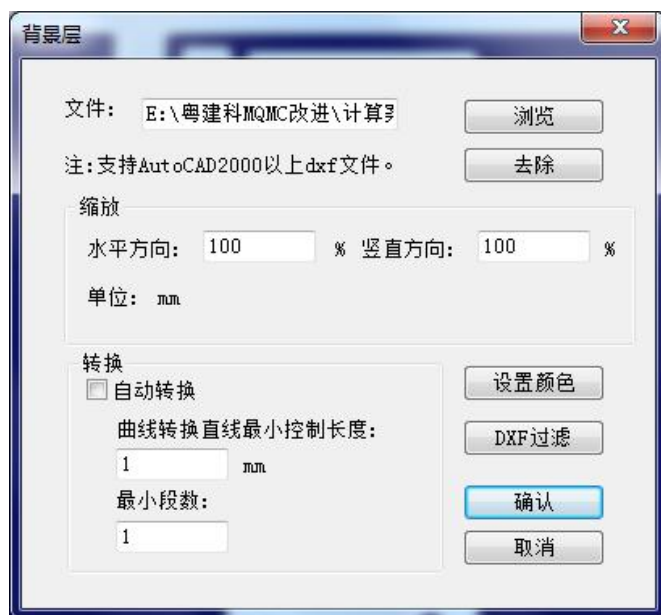 背景层
文件: E:\粤建科MQMC改进\计算
浏览
注:支持AutoCAD2000以上dxf文件。
去除
缩放
水平方向: 100 % 竖直方向: 100 %
单位: mm
转换
自动转换
设置颜色
曲线转换直线最小控制长度:
DXF过滤
1 mm
最小段数:
确认
1
取消